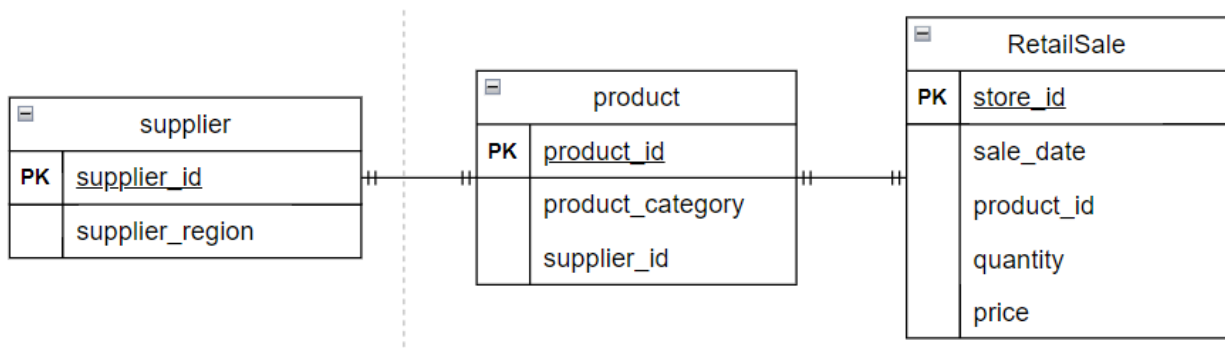 supplier
PK supplier_id
supplier_region
product
PK product_id
product_category
supplier_id
RetailSale
PK store_id
sale_date
product_id
quantity
price